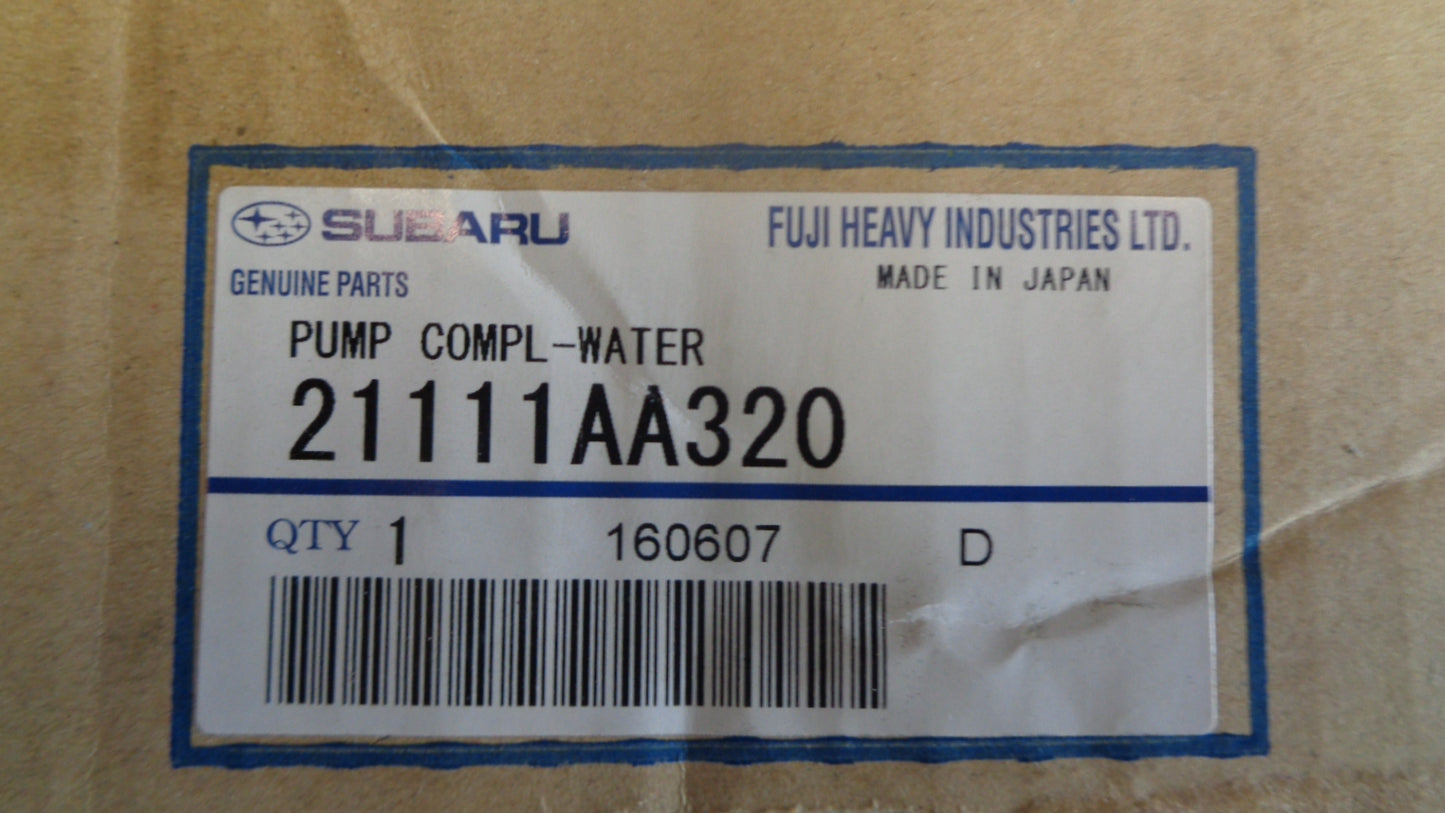 SUBARU FUJI HEAVY INDUSTRIES LTD.
GENUINE PARTS MADE IN JAPAN
PUMP COMPL-WATER
21111AA320
QTY 1 160607 D